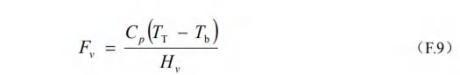 F_v = C_p(T_T − T_b) / H_v (F.9)